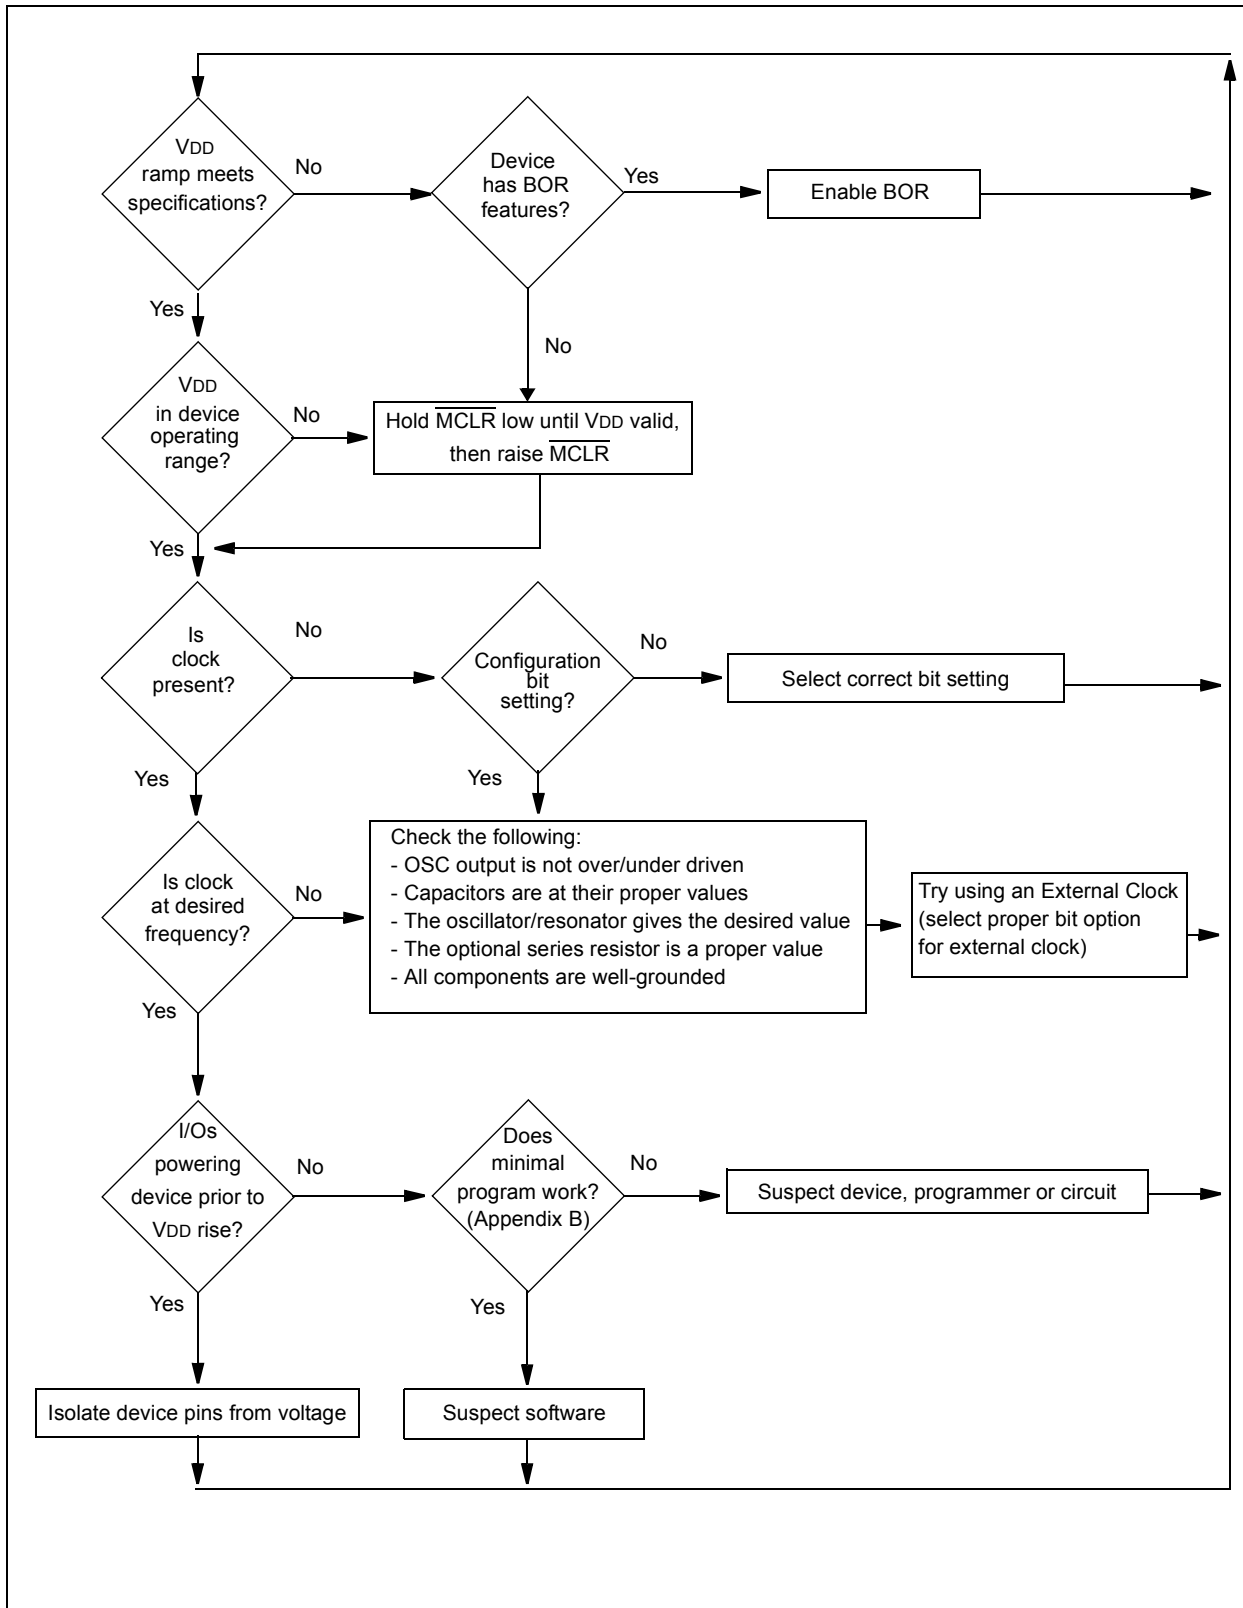 VDD
ramp meets
specifications?
No
Device
has BOR
features?
Yes
Enable BOR
Yes
No
VDD
in device
operating
range?
No
Hold MCLR low until VDD valid,
then raise MCLR
Yes
Is
clock
present?
No
Configuration
bit
setting?
No
Select correct bit setting
Yes
Yes
Is clock
at desired
frequency?
No
Check the following:
- OSC output is not over/under driven
- Capacitors are at their proper values
- The oscillator/resonator gives the desired value
- The optional series resistor is a proper value
- All components are well-grounded
Try using an External Clock
(select proper bit option
for external clock)
Yes
I/Os
powering
device prior to
VDD rise?
No
Does
minimal
program work?
(Appendix B)
No
Suspect device, programmer or circuit
Yes
Yes
Isolate device pins from voltage
Suspect software